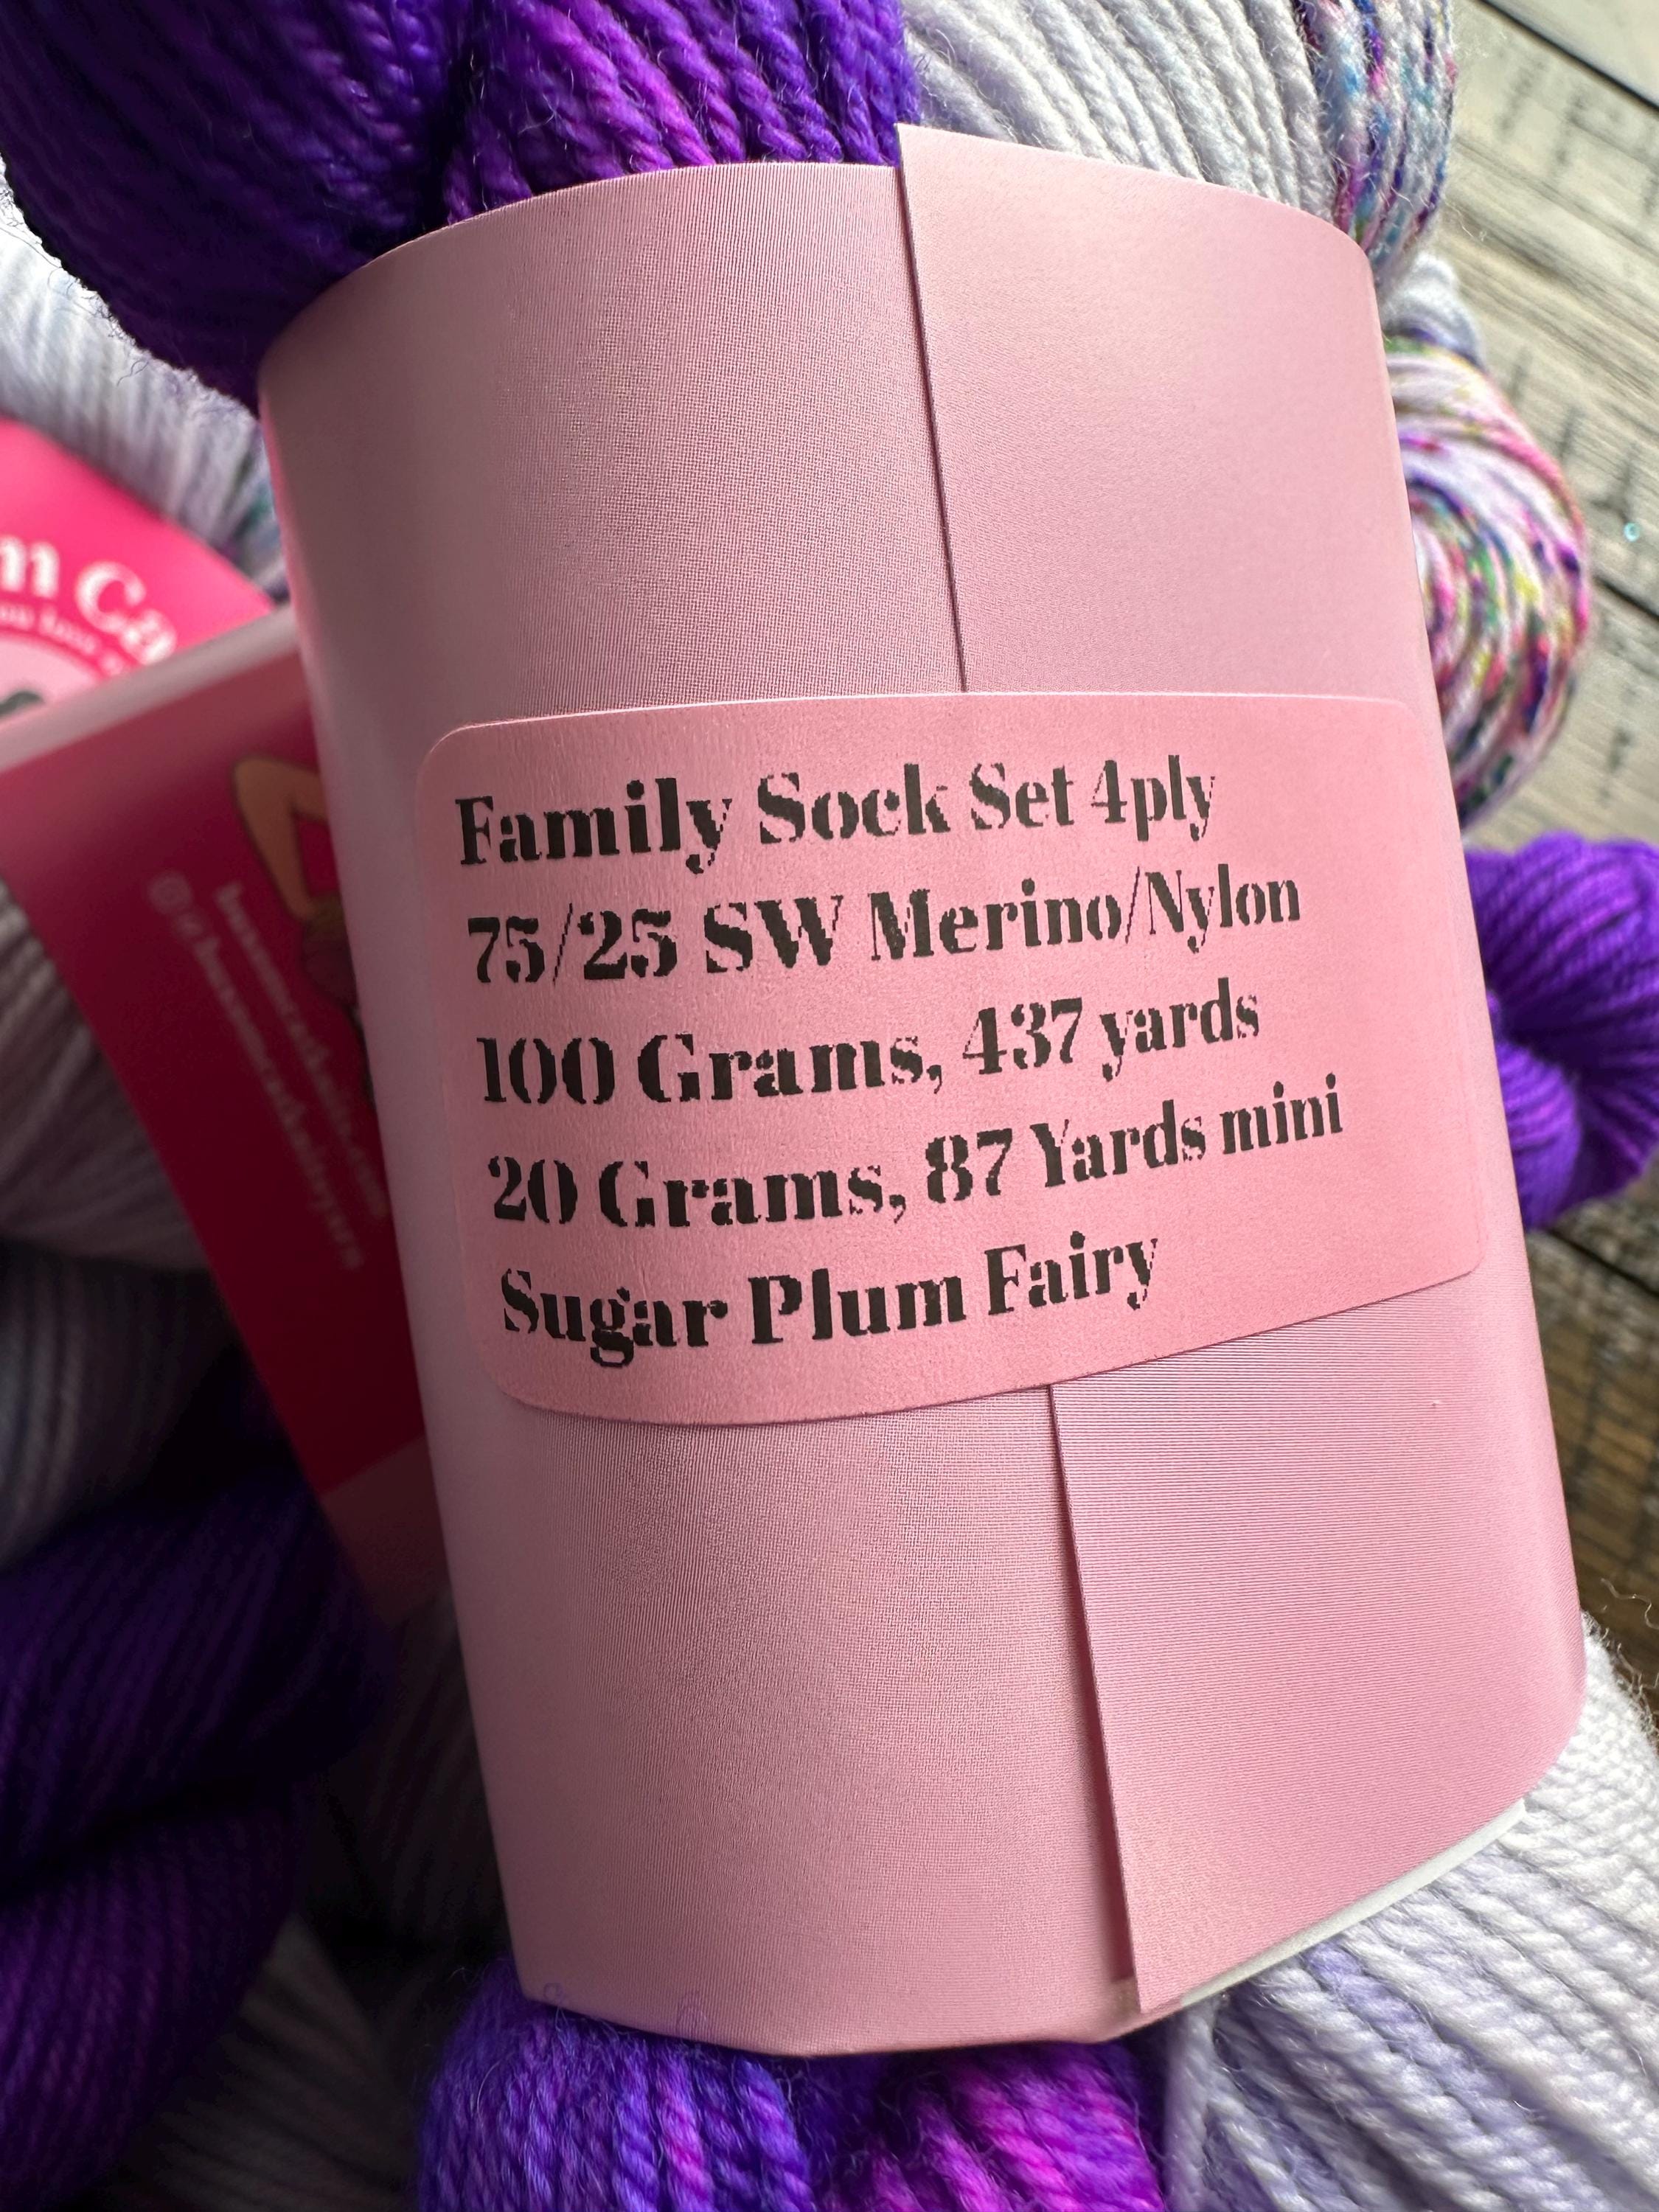 Family Sock Set 4ply
75/25 SW Merino/Nylon
100 Grams, 437 yards
20 Grams, 87 Yards mini
Sugar Plum Fairy